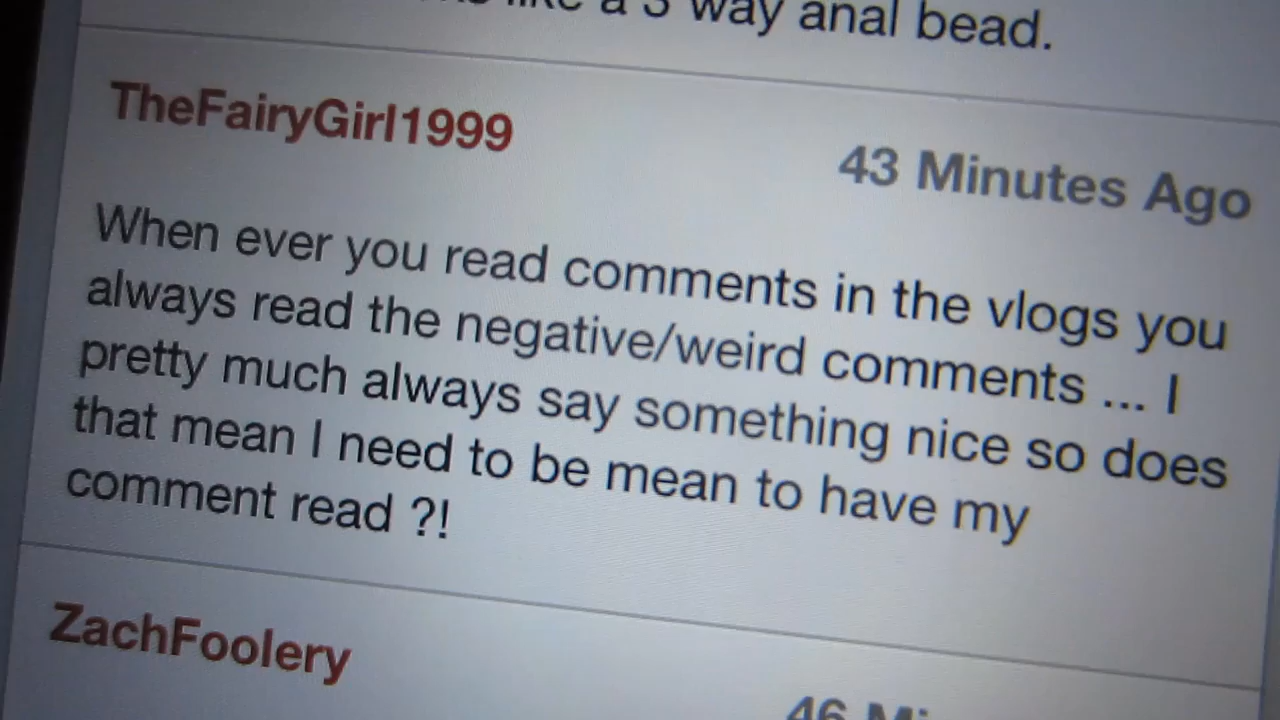 like a 3 way anal bead.
TheFairyGirl1999
43 Minutes Ago
When ever you read comments in the vlogs you
always read the negative/weird comments ... I
pretty much always say something nice so does
that mean I need to be mean to have my
comment read ?!
ZachFoolery
46